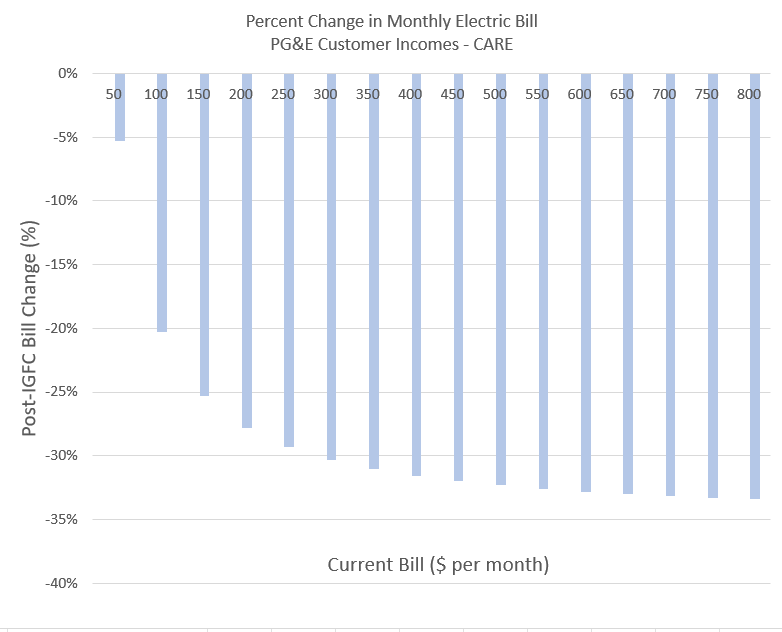 Percent Change in Monthly Electric Bill
PG&E Customer Incomes - CARE
0%
50 100 150 200 250 300 350 400 450 500 550 600 650 700 750 800
-5%
-10%
-15%
-20%
-25%
-30%
-35%
-40%
Post-IGFC Bill Change (%)
Current Bill ($ per month)